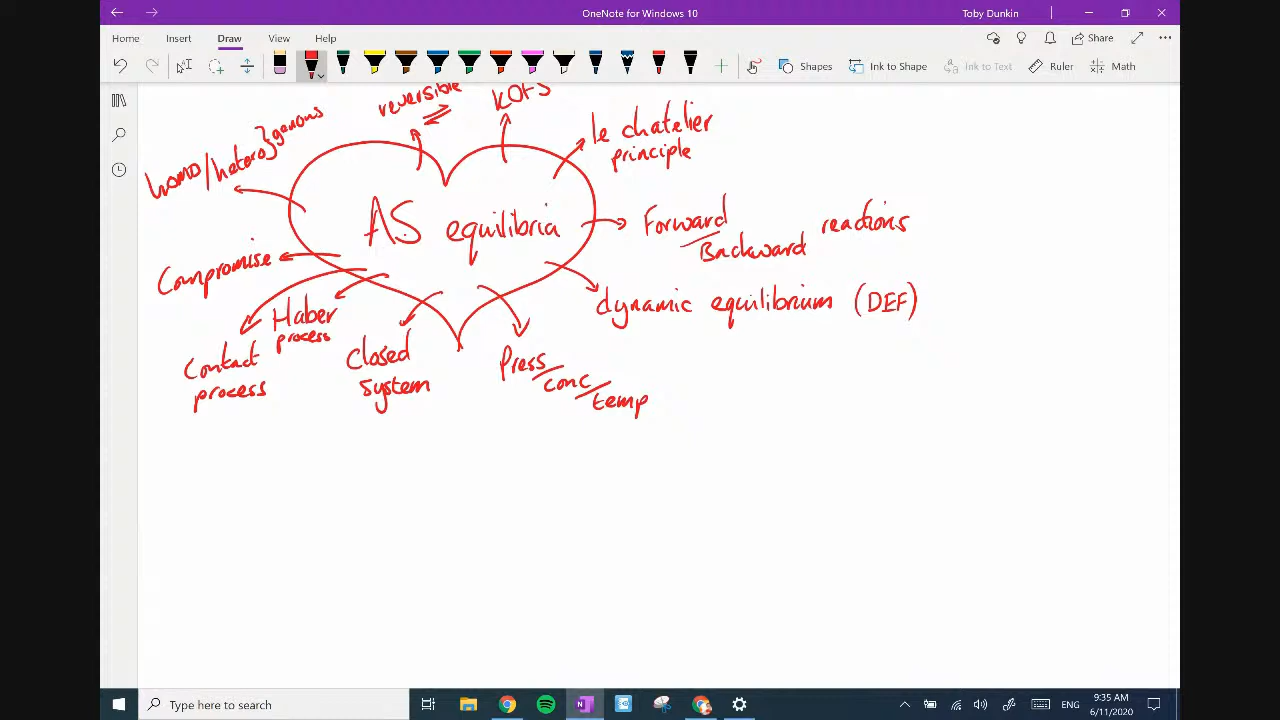 OneNote for Windows 10
Toby Dunkin
Home
Insert
Draw
View
Help
Share
Shapes
Ink to Shape
Ink to Text
Ruler
Math
reversible ⇌
homo/hetero}genous
le chatelier
principle
AS equilibria
Forward/Backward reactions
Compromise
dynamic equilibrium (DEF)
Haber
process
Contact
process
Closed
system
Press/conc/temp
Type here to search
ENG
9:35 AM
6/11/2020